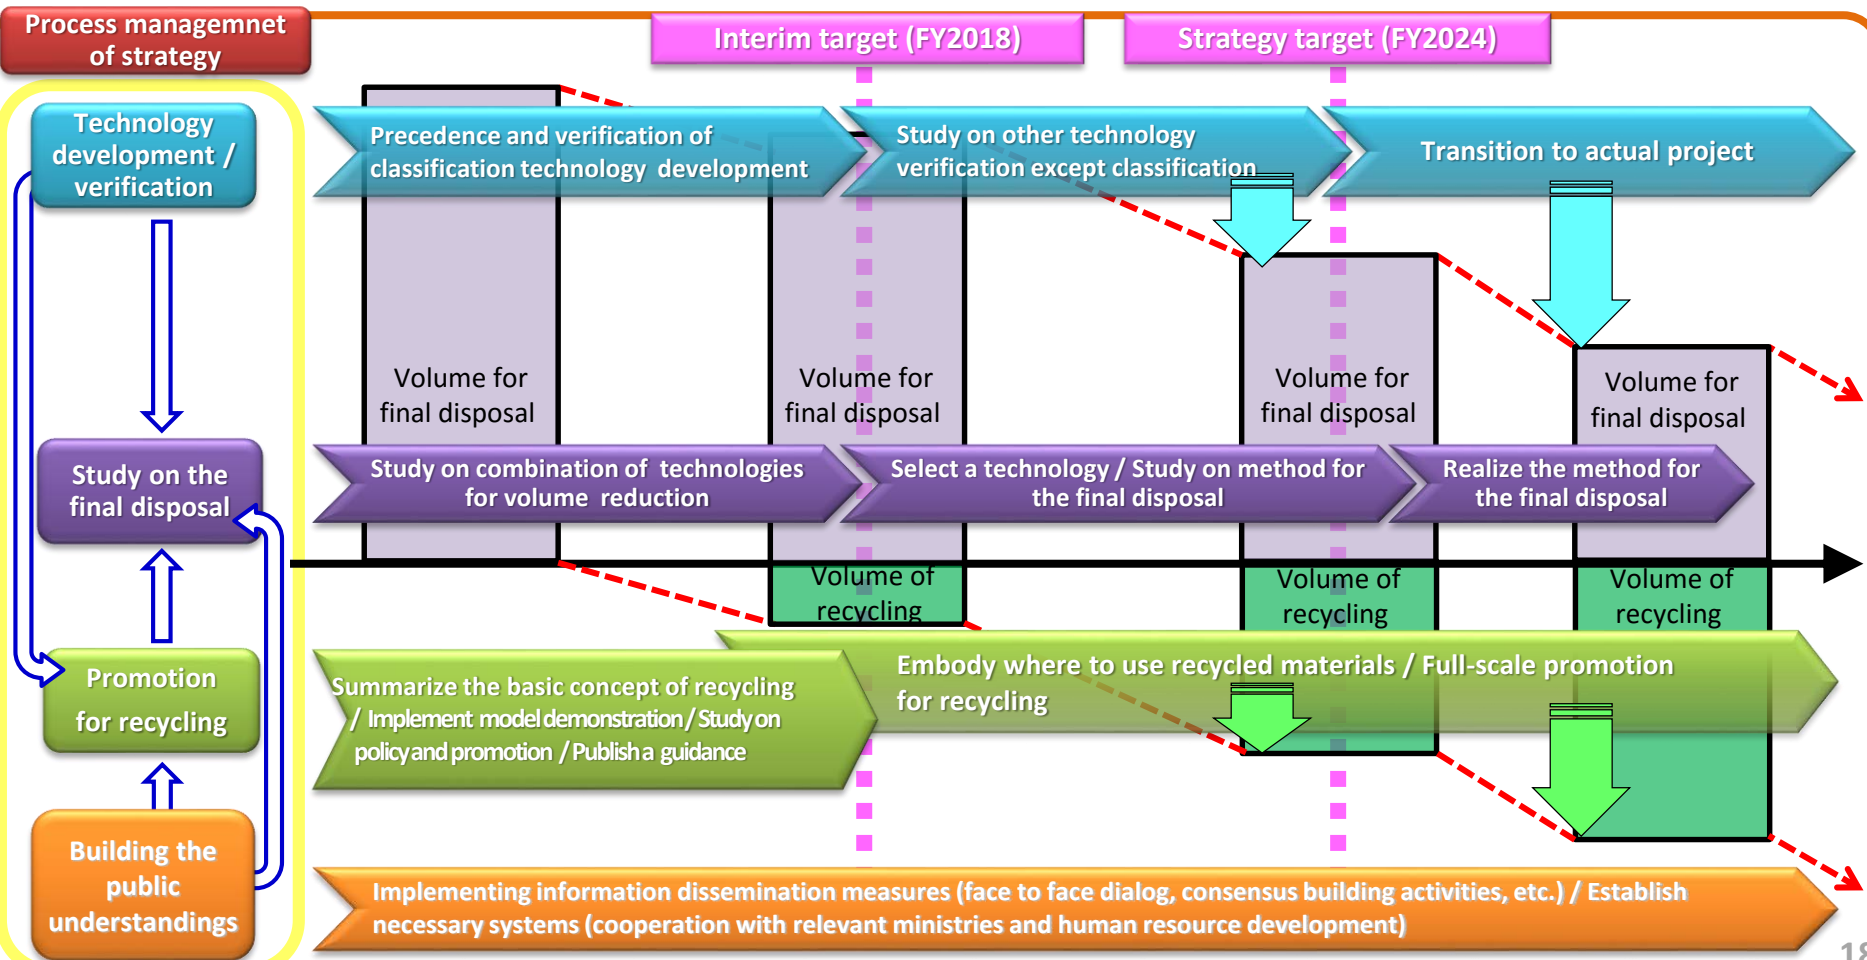 Process managemnet
of strategy
Interim target (FY2018)
Strategy target (FY2024)
Technology
development /
verification
Precedence and verification of
classification technology development
Study on other technology
verification except classification
Transition to actual project
Volume for
final disposal
Volume for
final disposal
Volume for
final disposal
Volume for
final disposal
Study on the
final disposal
Study on combination of technologies
for volume reduction
Select a technology / Study on method for
the final disposal
Realize the method for
the final disposal
Volume of
recycling
Volume of
recycling
Volume of
recycling
Promotion
for recycling
Summarize the basic concept of recycling
/ Implement model demonstration / Study on
policy and promotion / Publish a guidance
Embody where to use recycled materials / Full-scale promotion
for recycling
Building the
public
understandings
Implementing information dissemination measures (face to face dialog, consensus building activities, etc.) / Establish
necessary systems (cooperation with relevant ministries and human resource development)
18